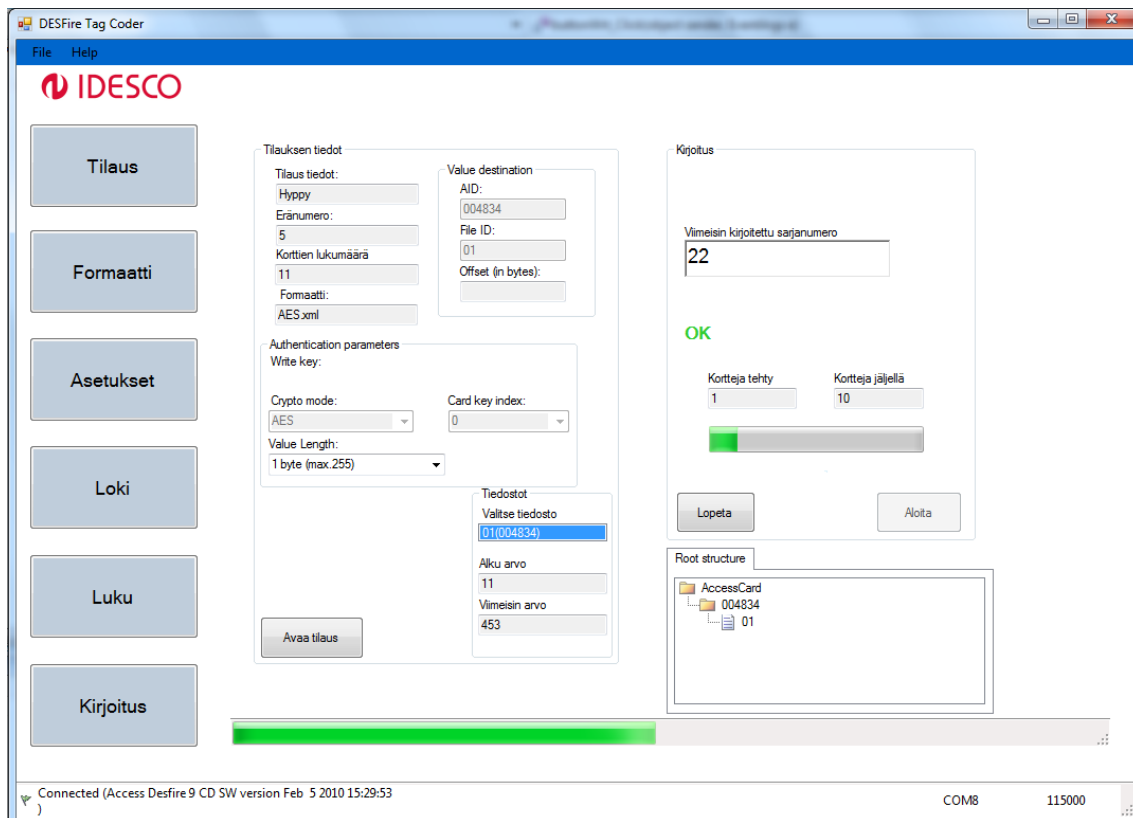 DESFire Tag Coder
File Help
IDESCO
Tilaus
Formaatti
Asetukset
Loki
Luku
Kirjoitus
Tilauksen tiedot
Tilaus tiedot:
Hyppy
Eränumero:
5
Korttien lukumäärä
11
Formaatti:
AES.xml
Value destination
AID:
004834
File ID:
01
Offset (in bytes):
Authentication parameters
Write key:
Crypto mode:
AES
Card key index:
0
Value Length:
1 byte (max.255)
Tiedostot
Valitse tiedosto
01(004834)
Alku arvo
11
Viimeisin arvo
453
Avaa tilaus
Kirjoitus
Viimeisin kirjoitettu sarjanumero
22
OK
Kortteja tehty
1
Kortteja jäljellä
10
Lopeta
Aloita
Root structure
AccessCard
004834
01
Connected (Access Desfire 9 CD SW version Feb 5 2010 15:29:53
)
COM8
115000